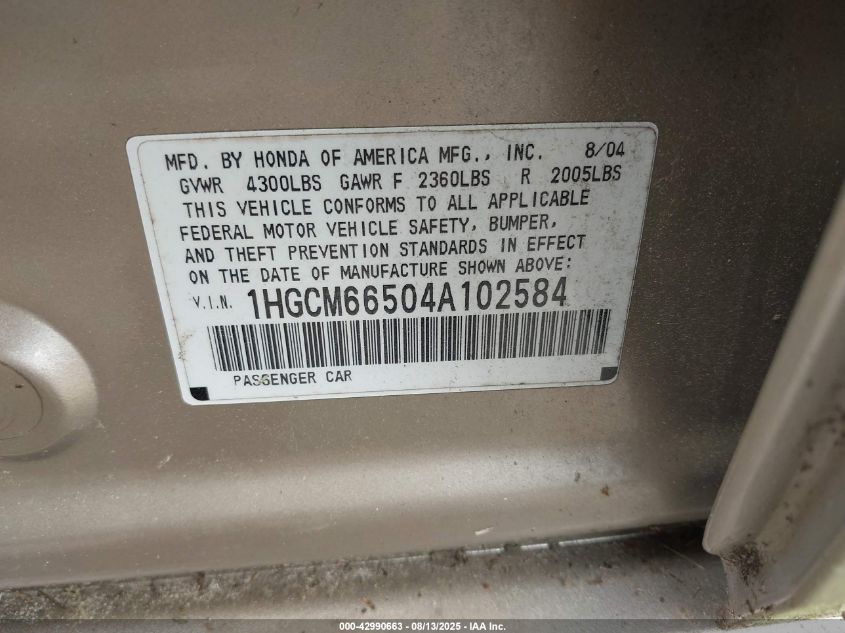 MFD. BY HONDA OF AMERICA MFG., INC. 8/04
GVWR 4300LBS GAWR F 2360LBS R 2005LBS
THIS VEHICLE CONFORMS TO ALL APPLICABLE
FEDERAL MOTOR VEHICLE SAFETY, BUMPER,
AND THEFT PREVENTION STANDARDS IN EFFECT
ON THE DATE OF MANUFACTURE SHOWN ABOVE:
V.I.N. 1HGCM66504A102584
PASSENGER CAR
000-42990663 - 08/13/2025 - IAA Inc.